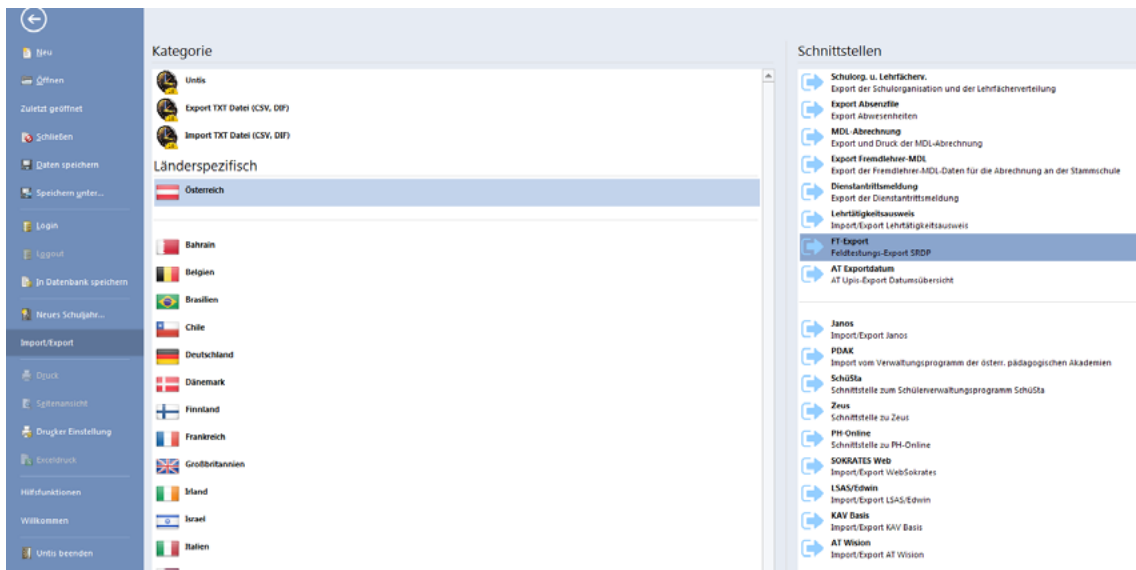 Neu
Öffnen
Zuletzt geöffnet
Schließen
Daten speichern
Speichern unter...
Login
Logout
In Datenbank speichern
Neues Schuljahr...
Import/Export
Druck
Seitenansicht
Drucker Einstellung
Exceldruck
Hilfsfunktionen
Willkommen
Untis beenden
Kategorie
Untis
Export TXT Datei (CSV, DIF)
Import TXT Datei (CSV, DIF)
Länderspezifisch
Österreich
Bahrain
Belgien
Brasilien
Chile
Deutschland
Dänemark
Finnland
Frankreich
Großbritannien
Irland
Israel
Italien
Schnittstellen
Schulorg. u. Lehrfächerv.
Export der Schulorganisation und der Lehrfächerverteilung
Export Absenzfile
Export Abwesenheiten
MDL-Abrechnung
Export und Druck der MDL-Abrechnung
Export Fremdlehrer-MDL
Export der Fremdlehrer-MDL-Daten für die Abrechnung an der Stammschule
Dienstantrittsmeldung
Export der Dienstantrittsmeldung
Lehrtätigkeitsausweis
Import/Export Lehrtätigkeitsausweis
FT-Export
Feldtestungs-Export SRDP
AT Exportdatum
AT Upis-Export Datumsübersicht
Janos
Import/Export Janos
PDAK
Import vom Verwaltungsprogramm der österr. pädagogischen Akademien
SchüSta
Schnittstelle zum Schülerverwaltungsprogramm SchüSta
Zeus
Schnittstelle zu Zeus
PH-Online
Schnittstelle zu PH-Online
SOKRATES Web
Import/Export WebSokrates
LSAS/Edwin
Import/Export LSAS/Edwin
KAV Basis
Import/Export KAV Basis
AT Wision
Import/Export AT Wision